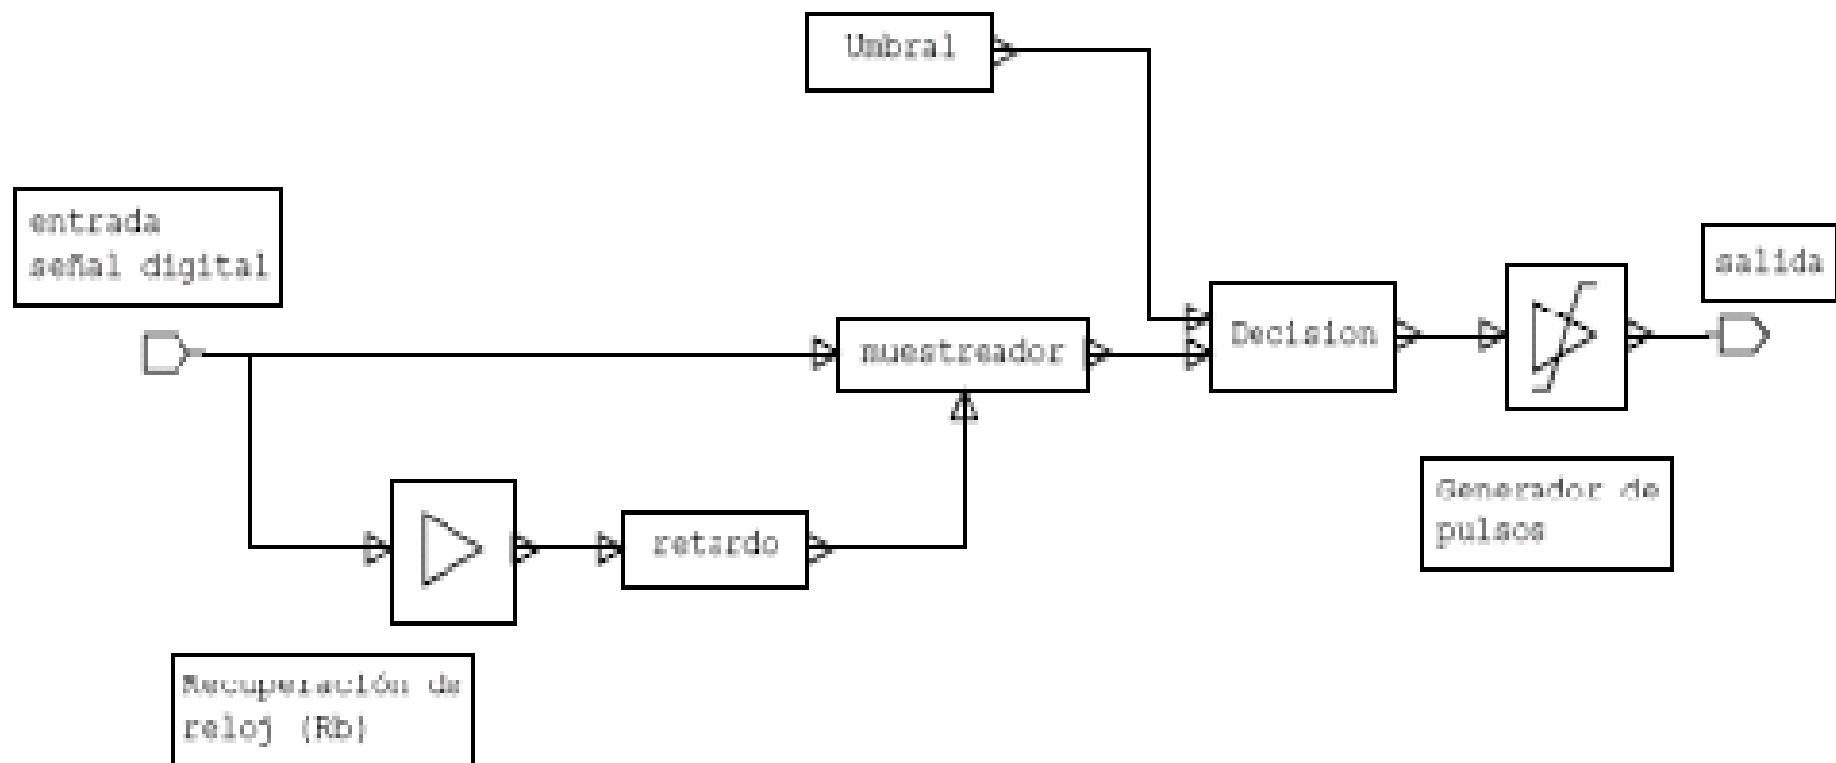 Umbral
entrada
señal digital
salida
Decision
muestreador
Generador de
pulsos
retardo
Recuperación de
reloj (Rb)